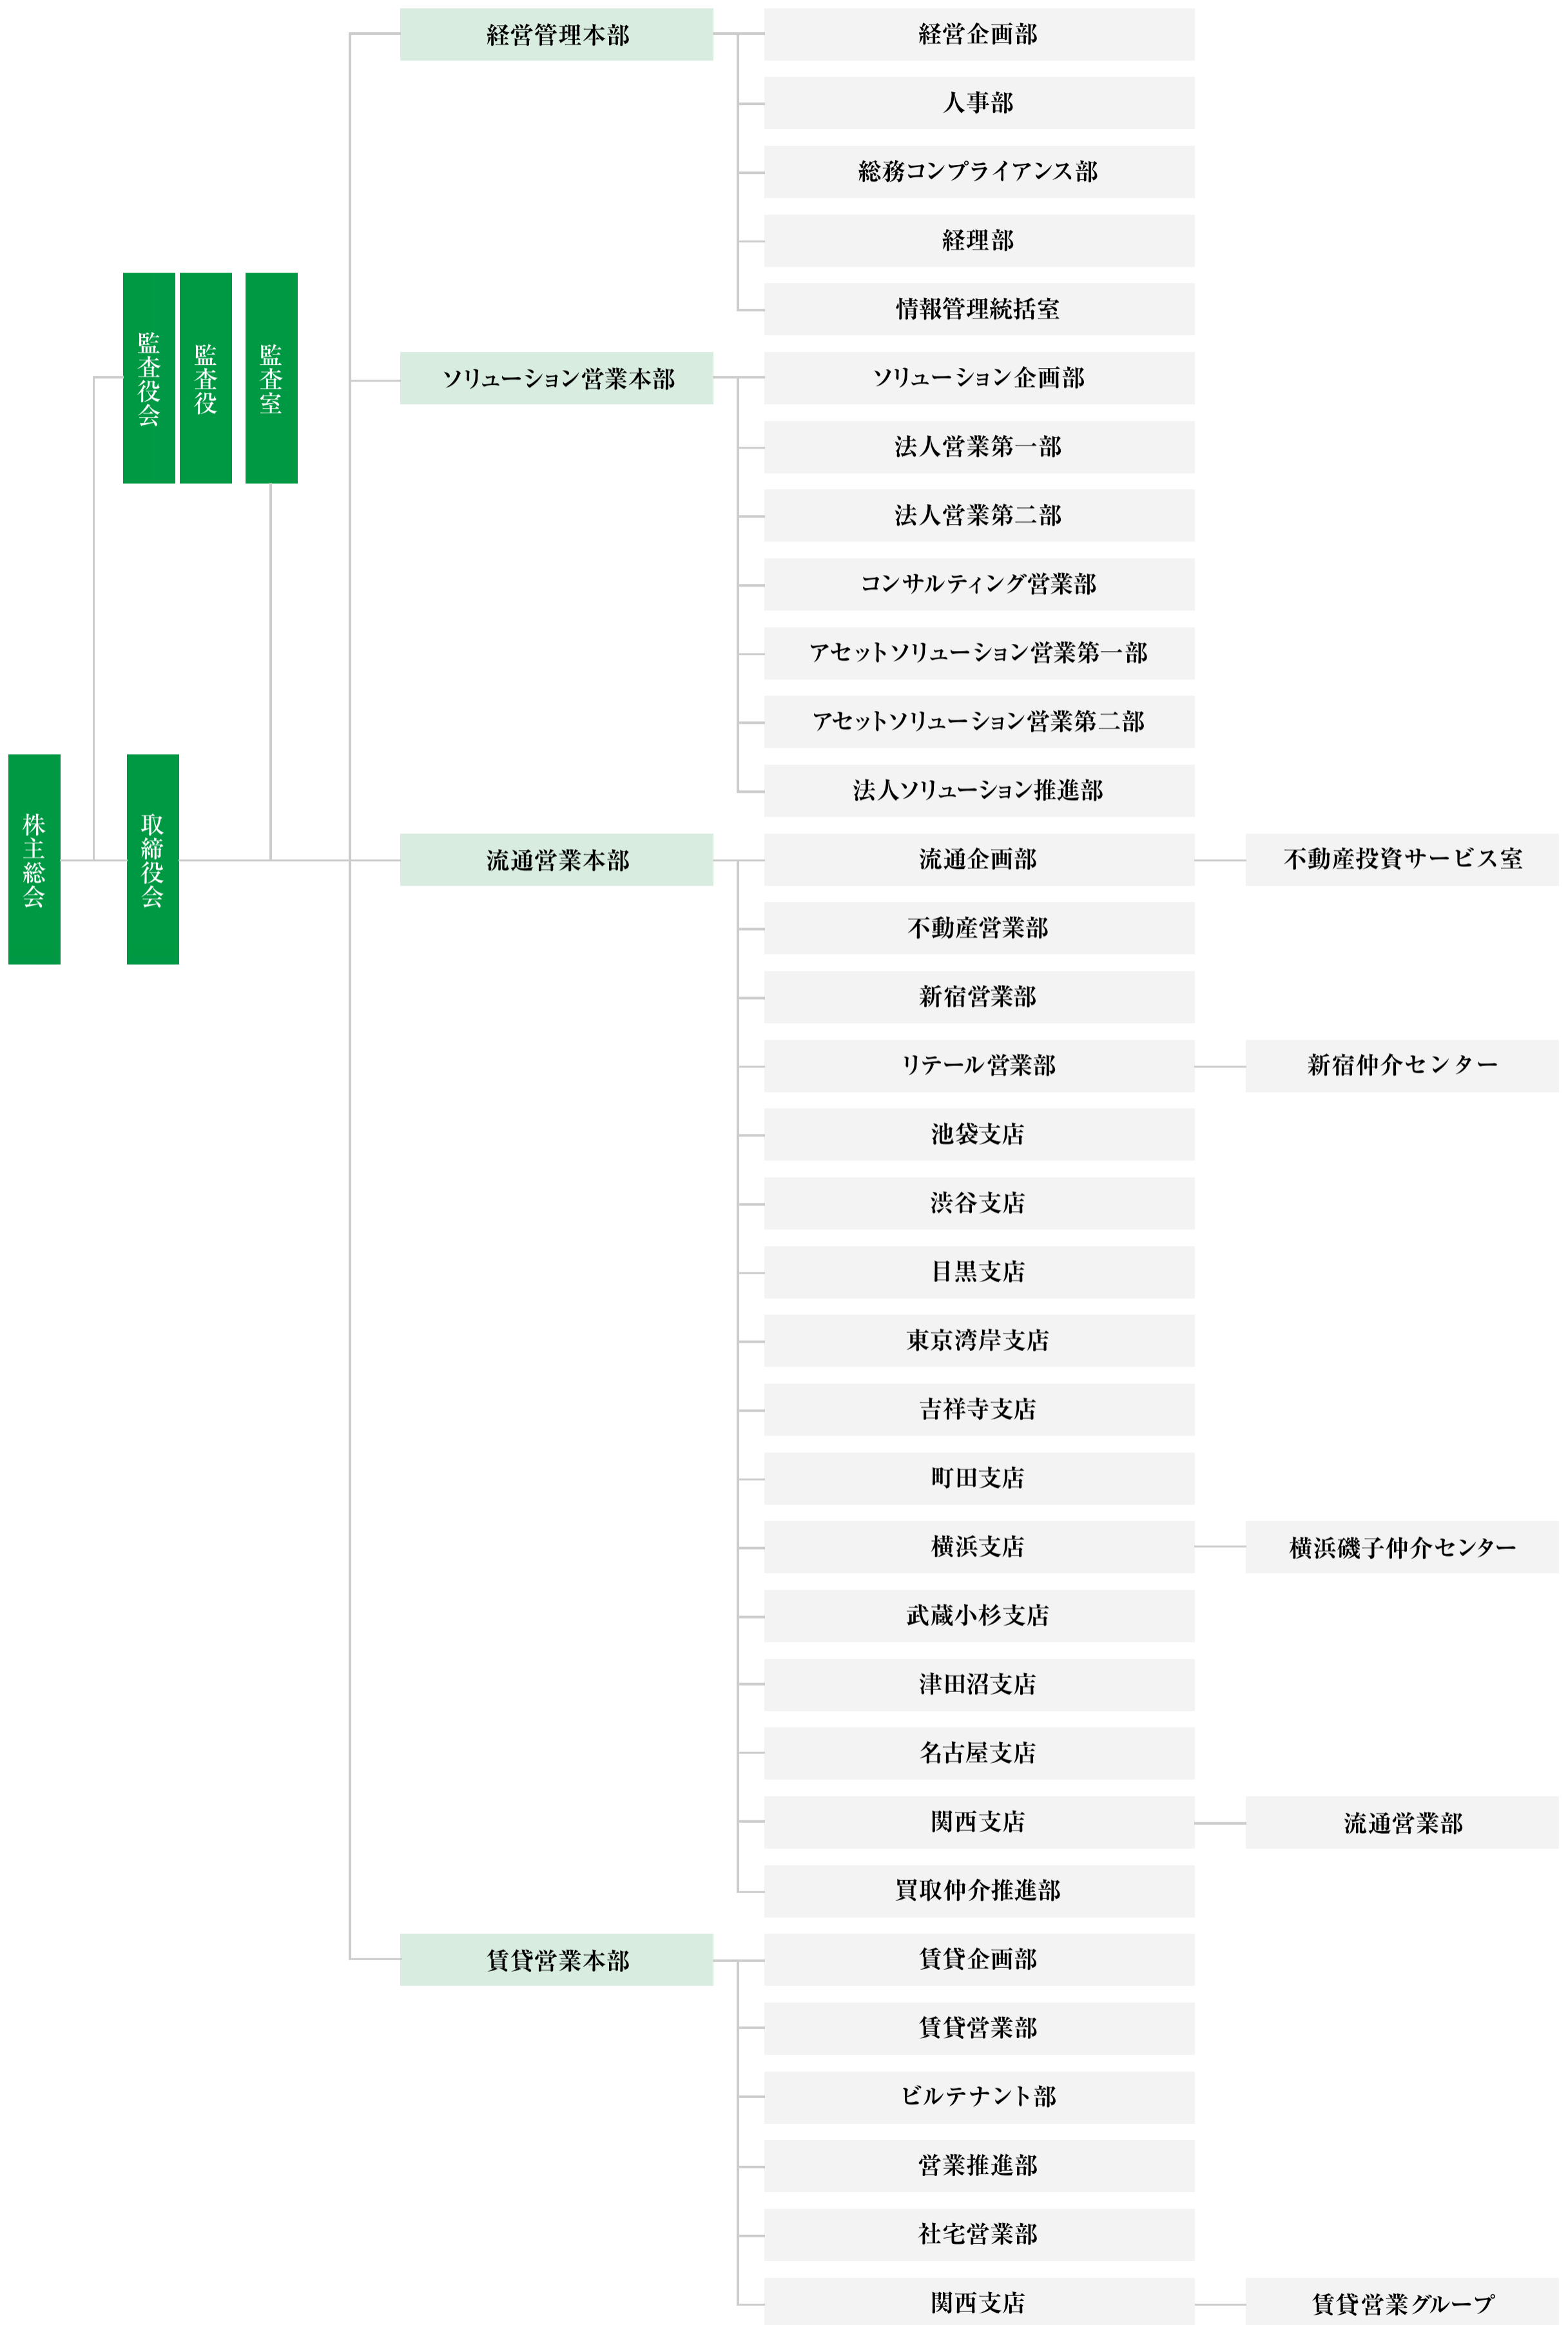 株主総会
監査役会
監査役
監査室
取締役会
経営管理本部
経営企画部
人事部
総務コンプライアンス部
経理部
情報管理統括室
ソリューション営業本部
ソリューション企画部
法人営業第一部
法人営業第二部
コンサルティング営業部
アセットソリューション営業第一部
アセットソリューション営業第二部
法人ソリューション推進部
流通営業本部
流通企画部
不動産投資サービス室
不動産営業部
新宿営業部
リテール営業部
新宿仲介センター
池袋支店
渋谷支店
目黒支店
東京湾岸支店
吉祥寺支店
町田支店
横浜支店
横浜磯子仲介センター
武蔵小杉支店
津田沼支店
名古屋支店
関西支店
流通営業部
買取仲介推進部
賃貸営業本部
賃貸企画部
賃貸営業部
ビルテナント部
営業推進部
社宅営業部
関西支店
賃貸営業グループ